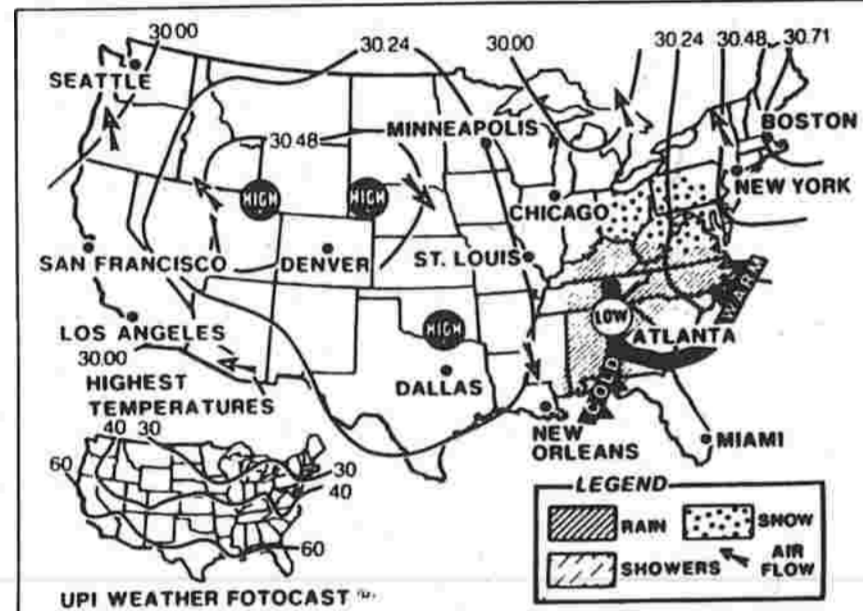 30.00
30.24
30.00
30.24 30.48 30.71
SEATTLE
BOSTON
30.48
MINNEAPOLIS
NEW YORK
HIGH
HIGH
CHICAGO
SAN FRANCISCO
DENVER
ST. LOUIS
WARM
LOW
HIGH
LOS ANGELES
ATLANTA
30.00
DALLAS
COLD
HIGHEST
TEMPERATURES
NEW
ORLEANS
MIAMI
40 30
60
30
40
60
LEGEND
RAIN
SNOW
SHOWERS
AIR
FLOW
UPI WEATHER FOTOCAST